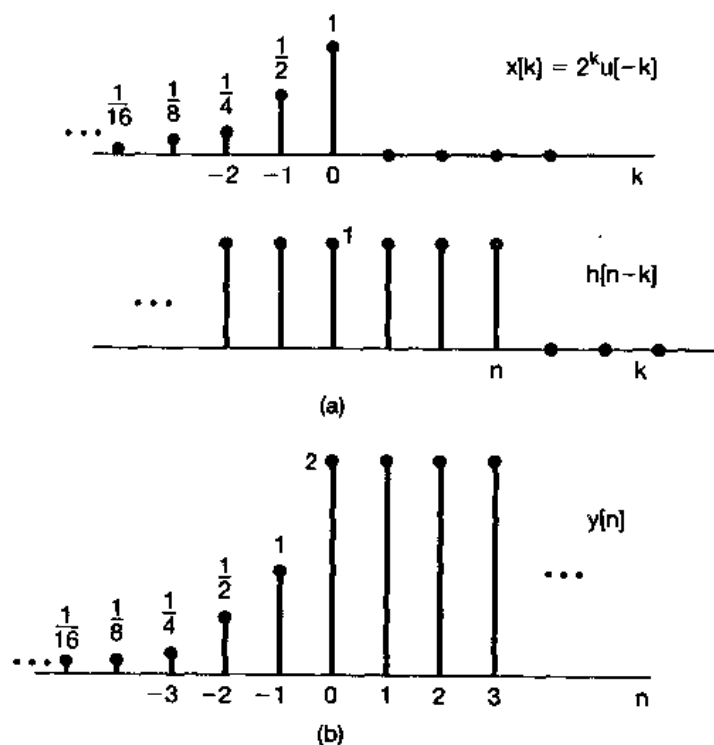 1
1/2
1/4
1/8
1/16
...
x[k] = 2^k u[−k]
−2 −1 0 k
1
h[n−k]
...
n k
(a)
2
y[n]
1
1/2
1/4
1/8
1/16
...
...
−3 −2 −1 0 1 2 3 n
(b)